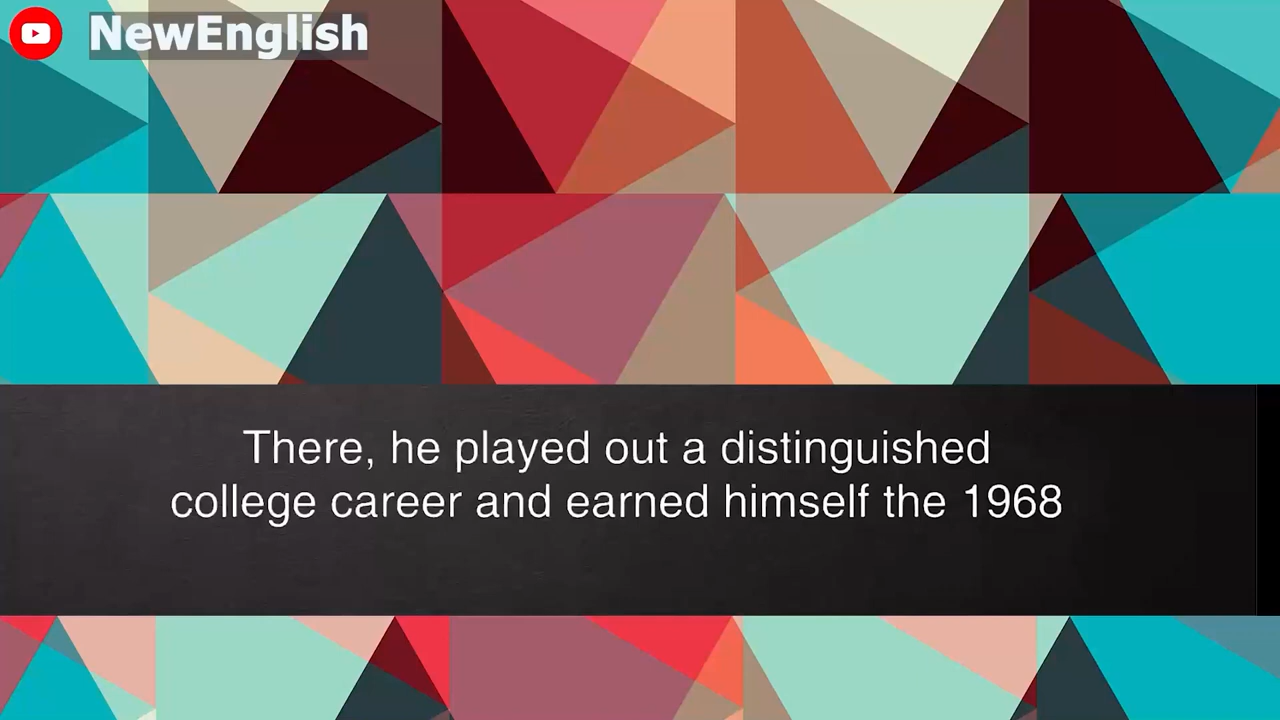 NewEnglish
There, he played out a distinguished
college career and earned himself the 1968